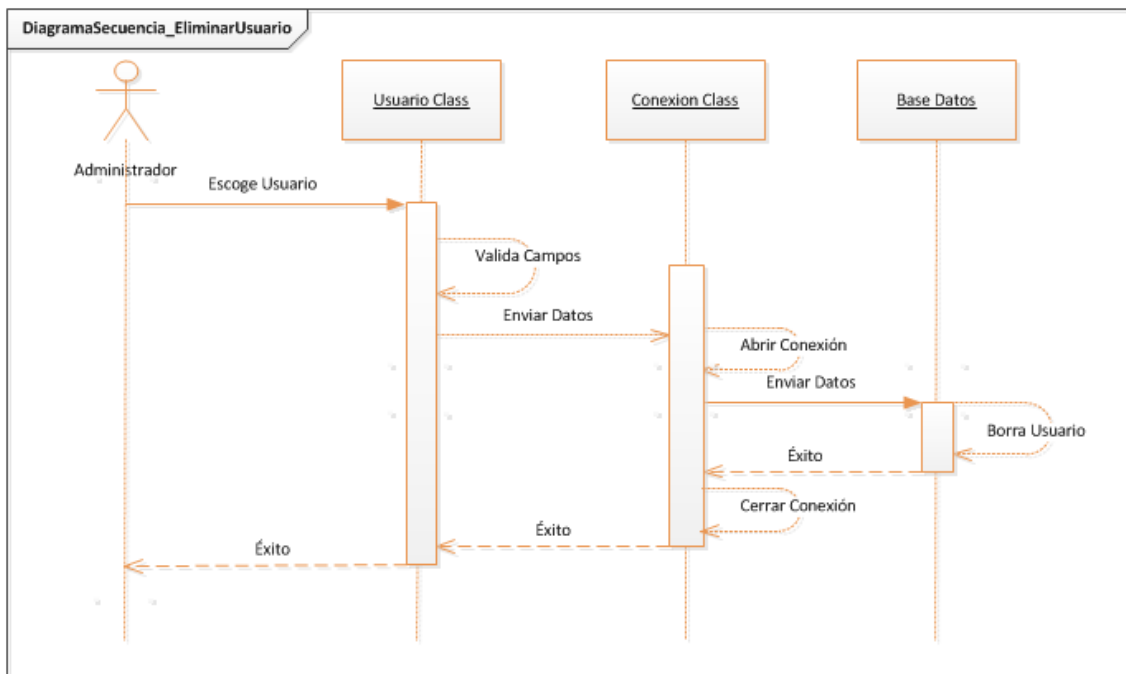 DiagramaSecuencia_EliminarUsuario
Usuario Class
Conexion Class
Base Datos
Administrador
Escoge Usuario
Valida Campos
Enviar Datos
Abrir Conexión
Enviar Datos
Borra Usuario
Éxito
Cerrar Conexión
Éxito
Éxito